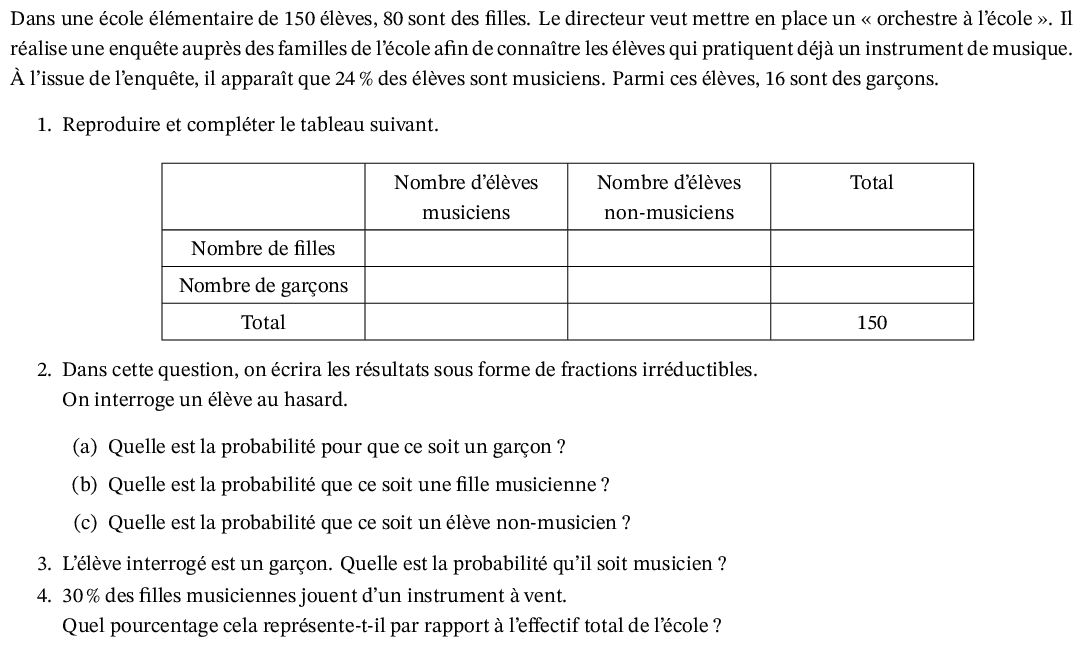 Dans une école élémentaire de 150 élèves, 80 sont des filles. Le directeur veut mettre en place un « orchestre à l'école ». Il
réalise une enquête auprès des familles de l'école afin de connaître les élèves qui pratiquent déjà un instrument de musique.
À l'issue de l'enquête, il apparaît que 24 % des élèves sont musiciens. Parmi ces élèves, 16 sont des garçons.
1. Reproduire et compléter le tableau suivant.
Nombre d'élèves musiciens
Nombre d'élèves non-musiciens
Total
Nombre de filles
Nombre de garçons
Total 150
2. Dans cette question, on écrira les résultats sous forme de fractions irréductibles.
On interroge un élève au hasard.
(a) Quelle est la probabilité pour que ce soit un garçon ?
(b) Quelle est la probabilité que ce soit une fille musicienne ?
(c) Quelle est la probabilité que ce soit un élève non-musicien ?
3. L'élève interrogé est un garçon. Quelle est la probabilité qu'il soit musicien ?
4. 30 % des filles musiciennes jouent d'un instrument à vent.
Quel pourcentage cela représente-t-il par rapport à l'effectif total de l'école ?